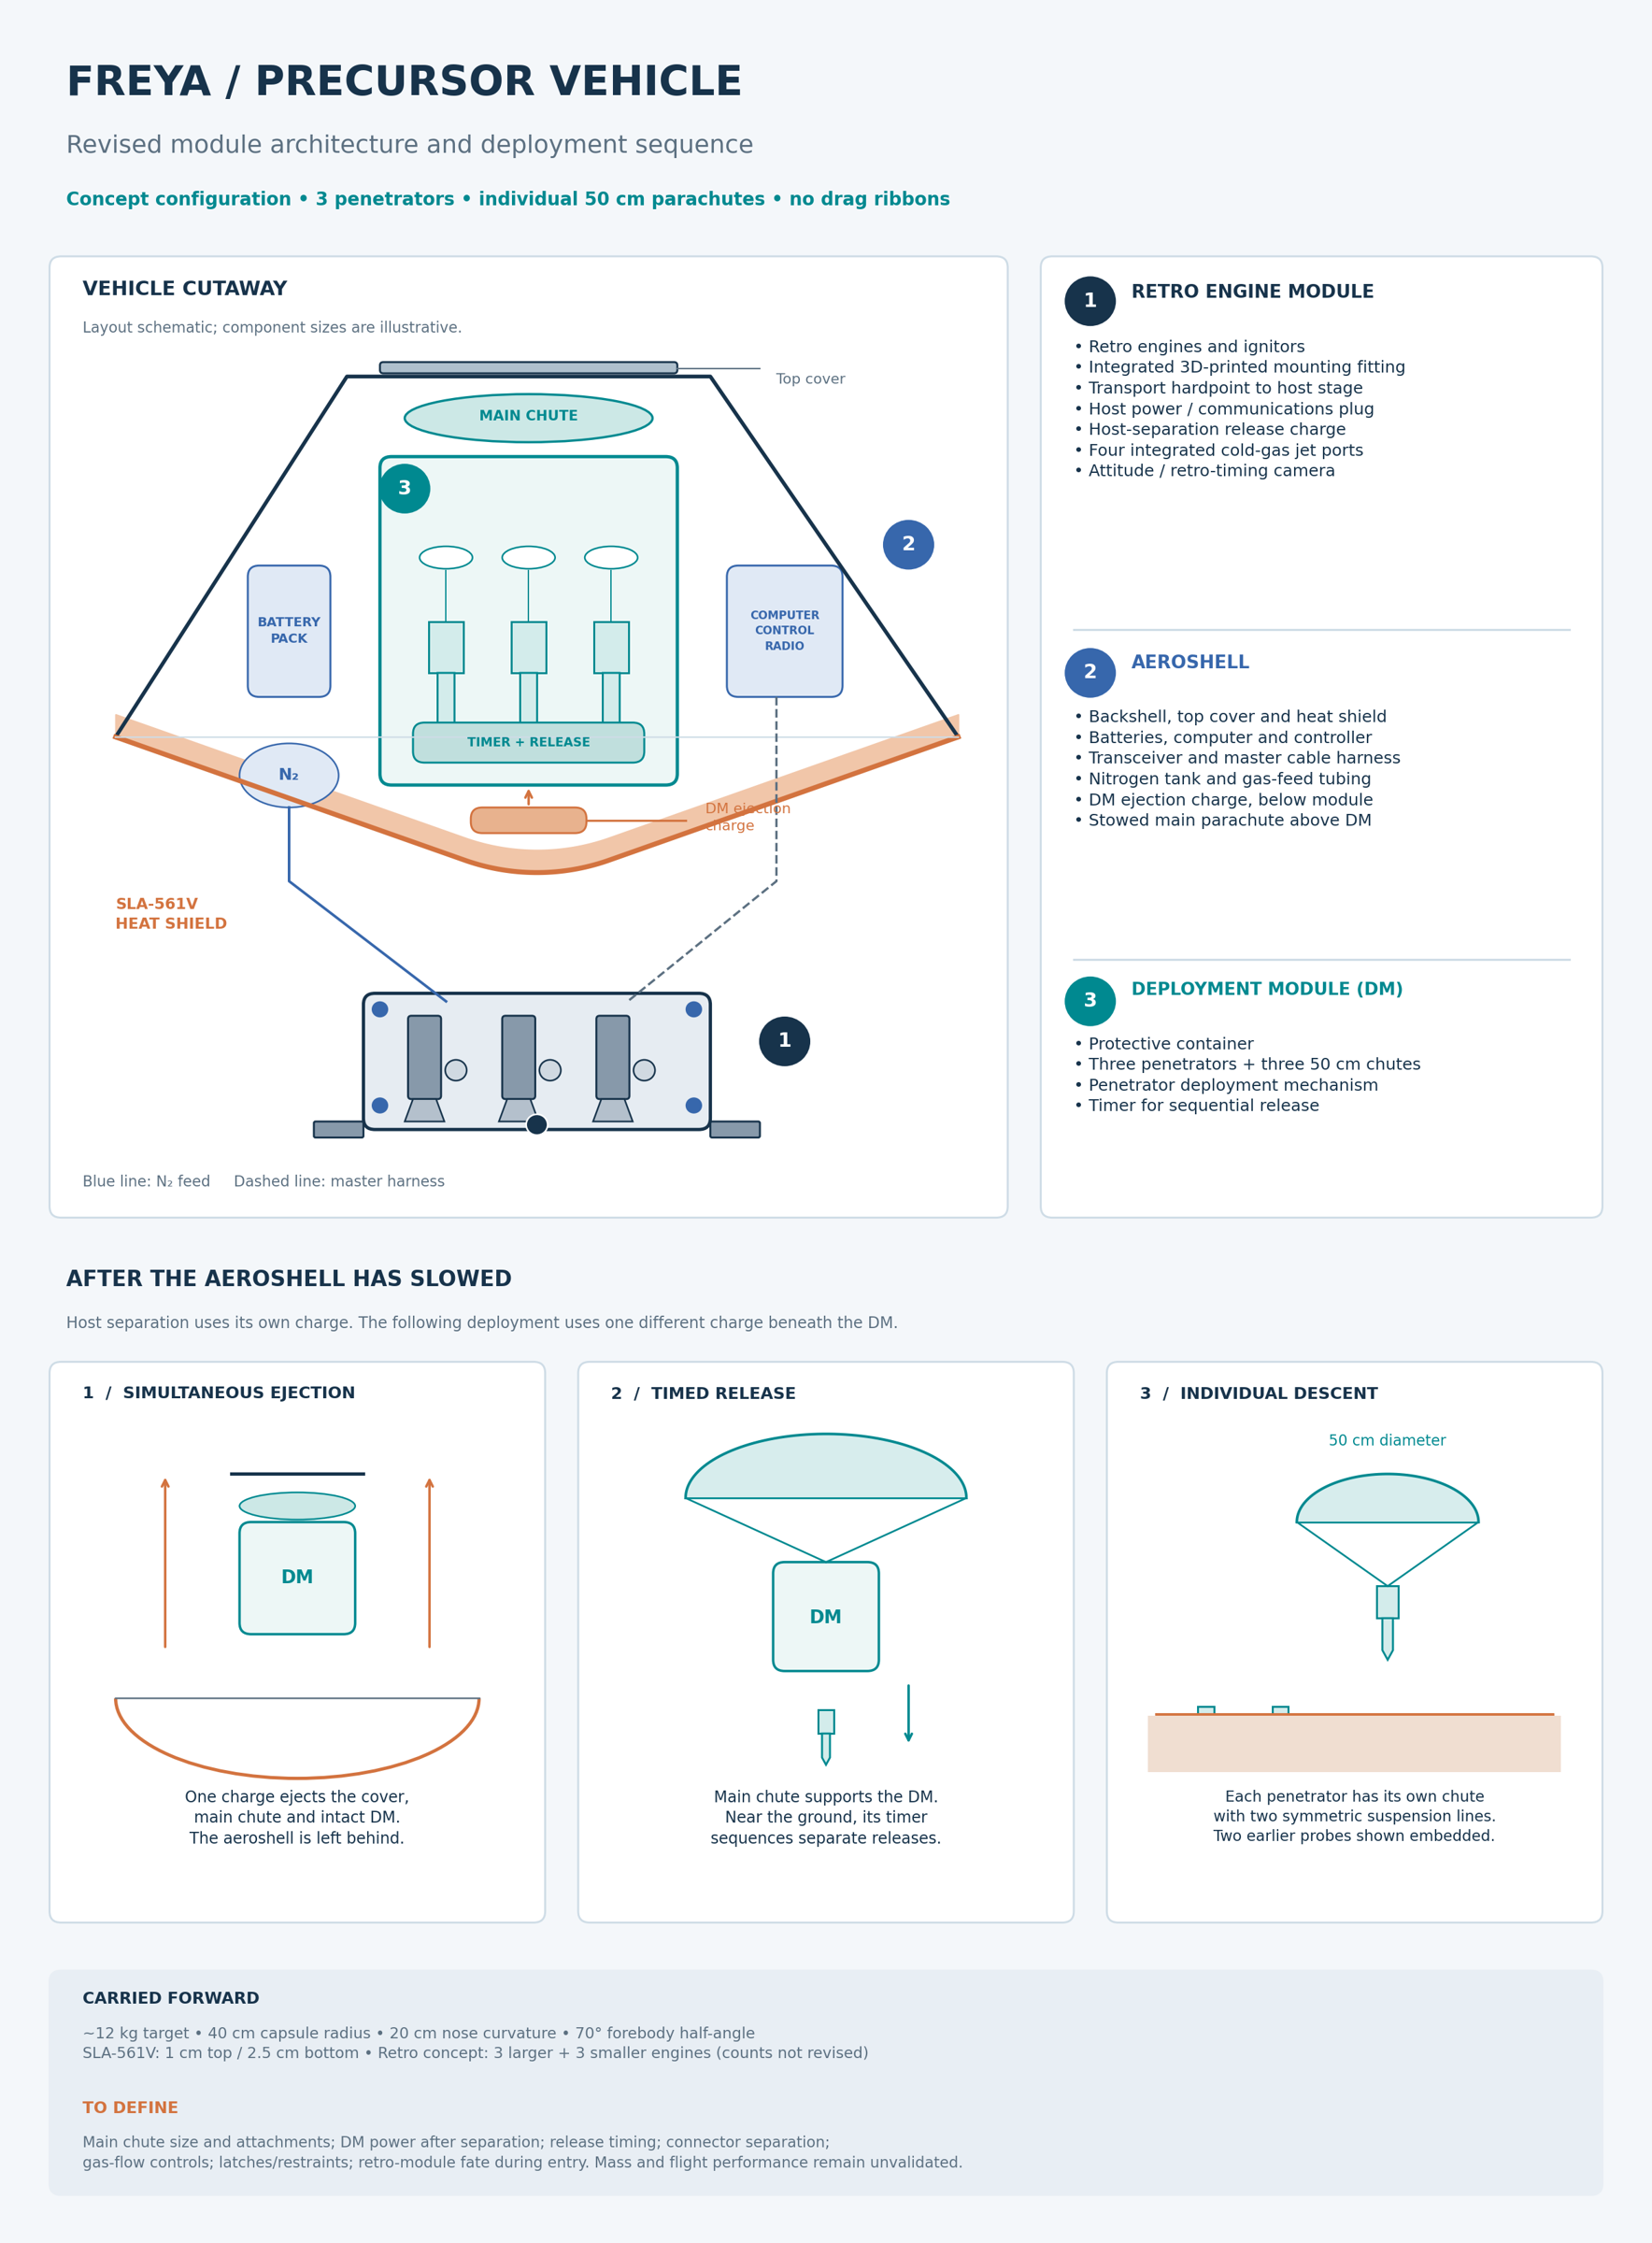 FREYA / PRECURSOR VEHICLE
Revised module architecture and deployment sequence
Concept configuration • 3 penetrators • individual 50 cm parachutes • no drag ribbons
VEHICLE CUTAWAY
Layout schematic; component sizes are illustrative.
Top cover
MAIN CHUTE
3
2
BATTERY
PACK
COMPUTER
CONTROL
RADIO
TIMER + RELEASE
N₂
DM ejection
charge
SLA-561V
HEAT SHIELD
1
Blue line: N₂ feed     Dashed line: master harness
1
RETRO ENGINE MODULE
• Retro engines and ignitors
• Integrated 3D-printed mounting fitting
• Transport hardpoint to host stage
• Host power / communications plug
• Host-separation release charge
• Four integrated cold-gas jet ports
• Attitude / retro-timing camera
2
AEROSHELL
• Backshell, top cover and heat shield
• Batteries, computer and controller
• Transceiver and master cable harness
• Nitrogen tank and gas-feed tubing
• DM ejection charge, below module
• Stowed main parachute above DM
3
DEPLOYMENT MODULE (DM)
• Protective container
• Three penetrators + three 50 cm chutes
• Penetrator deployment mechanism
• Timer for sequential release
AFTER THE AEROSHELL HAS SLOWED
Host separation uses its own charge. The following deployment uses one different charge beneath the DM.
1  /  SIMULTANEOUS EJECTION
DM
One charge ejects the cover,
main chute and intact DM.
The aeroshell is left behind.
2  /  TIMED RELEASE
DM
Main chute supports the DM.
Near the ground, its timer
sequences separate releases.
3  /  INDIVIDUAL DESCENT
50 cm diameter
Each penetrator has its own chute
with two symmetric suspension lines.
Two earlier probes shown embedded.
CARRIED FORWARD
~12 kg target • 40 cm capsule radius • 20 cm nose curvature • 70° forebody half-angle
SLA-561V: 1 cm top / 2.5 cm bottom • Retro concept: 3 larger + 3 smaller engines (counts not revised)
TO DEFINE
Main chute size and attachments; DM power after separation; release timing; connector separation;
gas-flow controls; latches/restraints; retro-module fate during entry. Mass and flight performance remain unvalidated.